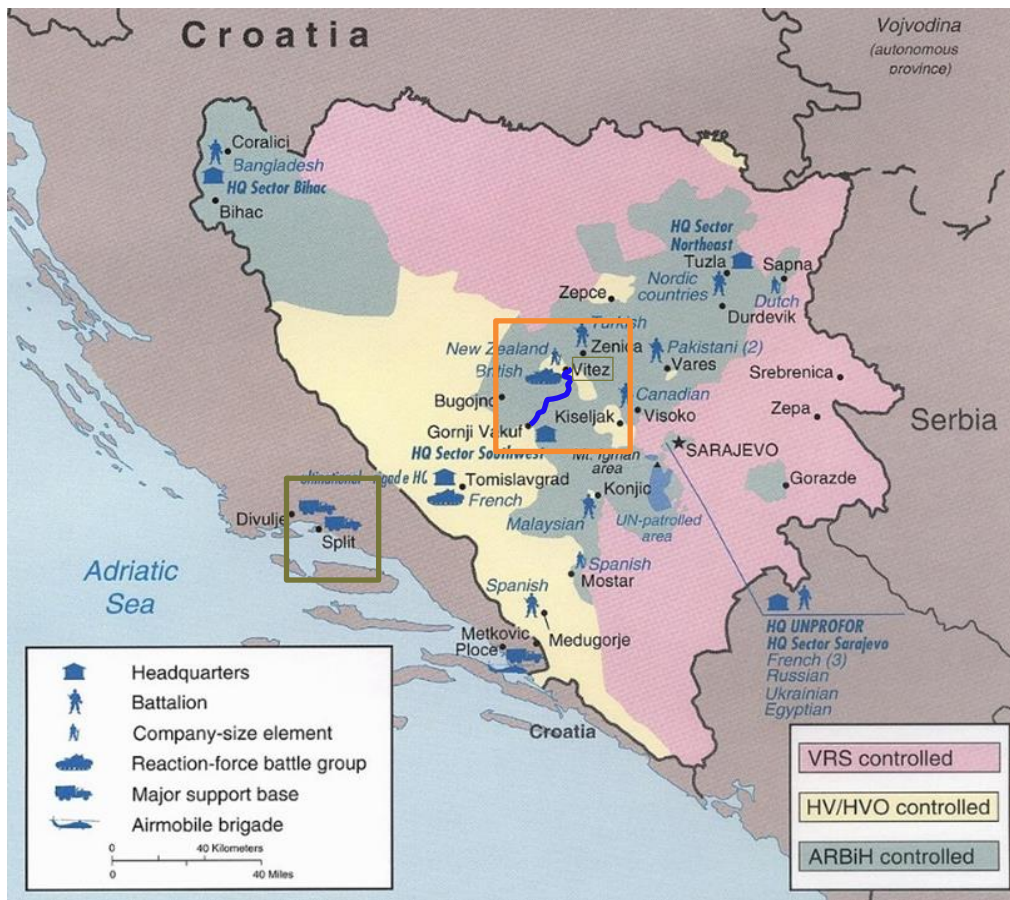 Croatia
Vojvodina
(autonomous
province)
Coralici
Bangladesh
HQ Sector Bihac
Bihac
HQ Sector
Northeast
Tuzla
Sapna
Nordic
countries
Dutch
Zepce
Durdevik
Turkish
New Zealand
Zenica
Pakistani (2)
British
Vitez
Vares
Srebrenica
Bugojno
Canadian
Kiseljak
Visoko
Zepa
Serbia
Gornji Vakuf
SARAJEVO
HQ Sector Southwest
Mt. Igman
area
Tomislavgrad
Gorazde
French
Konjic
Divulje
Malaysian
UN-patrolled
area
Split
Adriatic
Sea
Spanish
Mostar
Spanish
Metkovic
Medugorje
Ploce
HQ UNPROFOR
HQ Sector Sarajevo
French (3)
Russian
Ukrainian
Egyptian
Croatia
Headquarters
Battalion
Company-size element
Reaction-force battle group
Major support base
Airmobile brigade
0 40 Kilometers
0 40 Miles
VRS controlled
HV/HVO controlled
ARBiH controlled